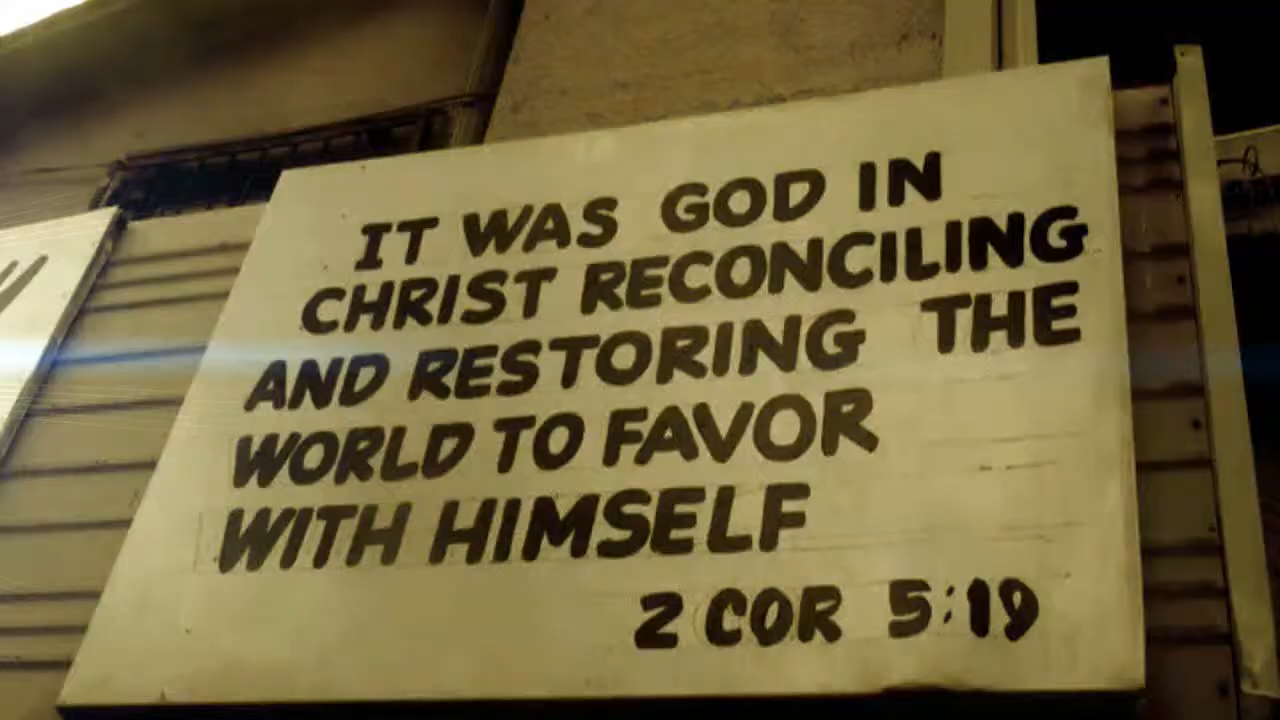 IT WAS GOD IN
CHRIST RECONCILING
AND RESTORING THE
WORLD TO FAVOR
WITH HIMSELF
2 COR 5:19